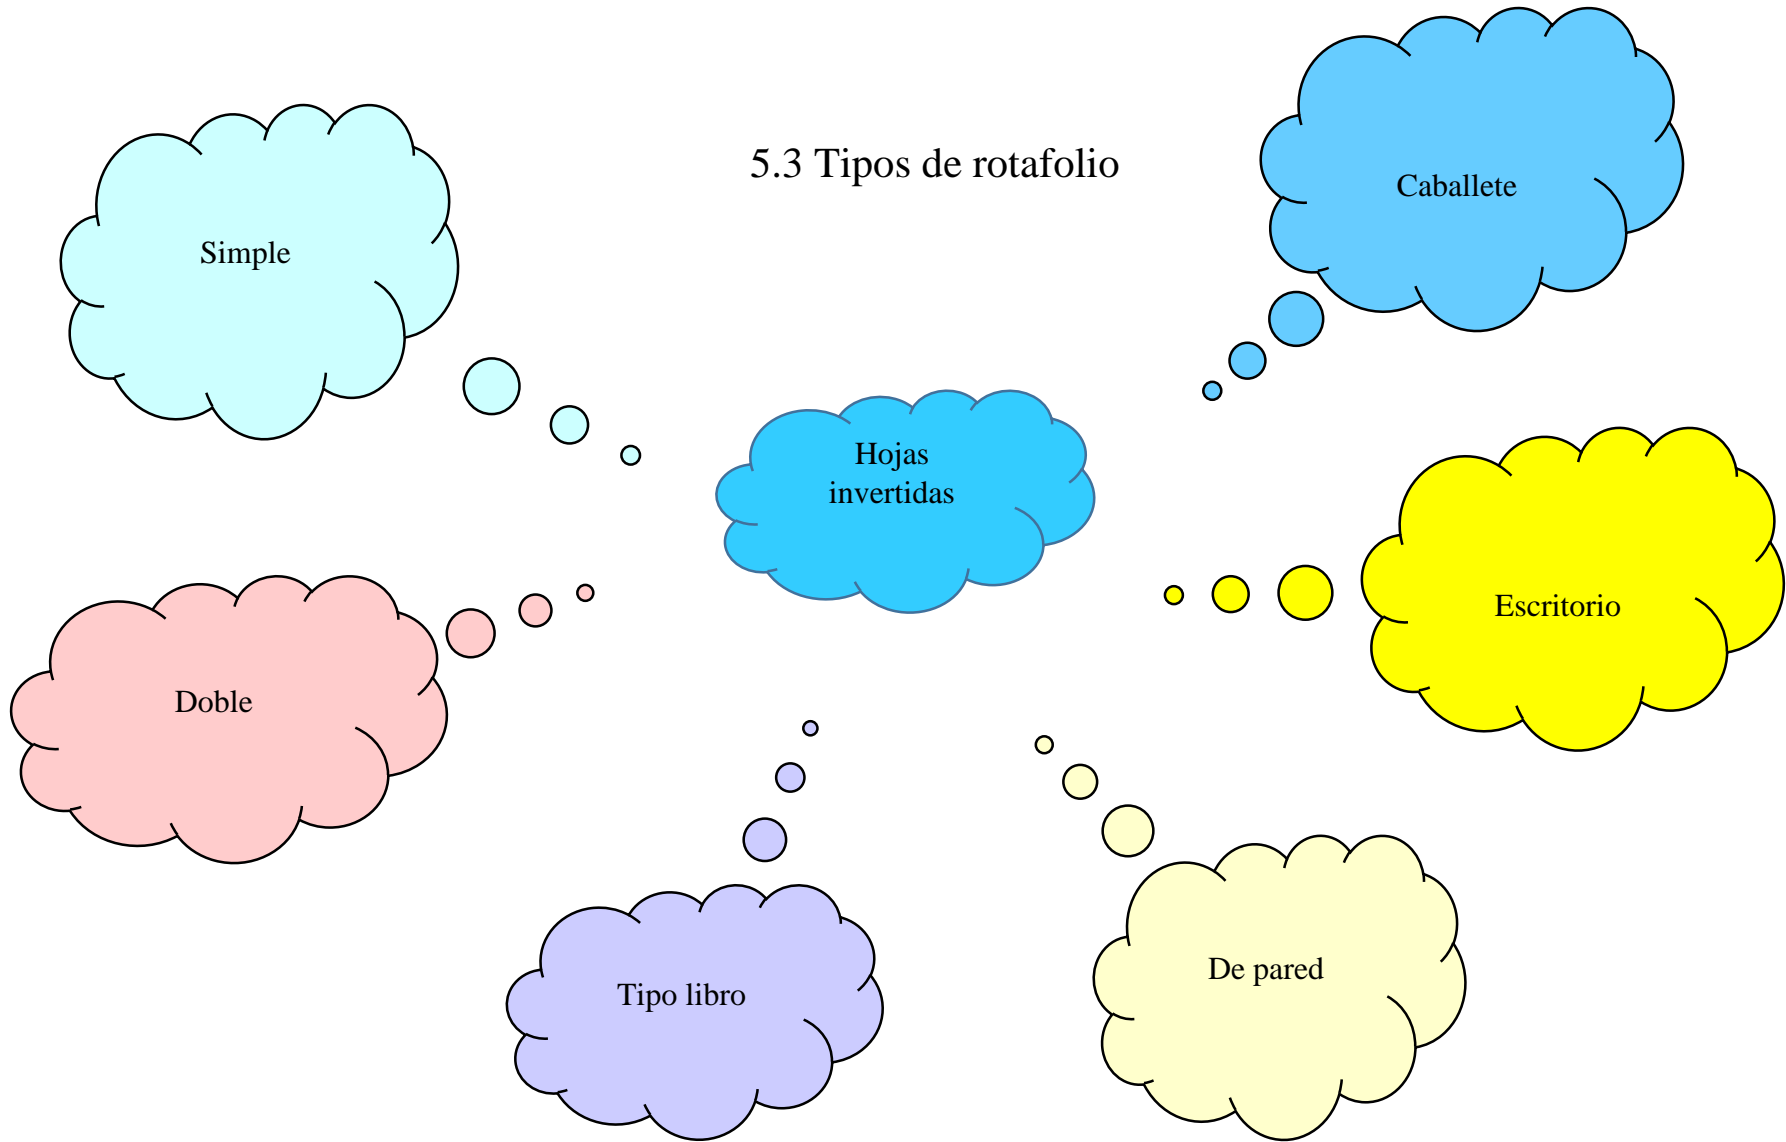 5.3 Tipos de rotafolio
Caballete
Simple
Hojas
invertidas
Escritorio
Doble
De pared
Tipo libro